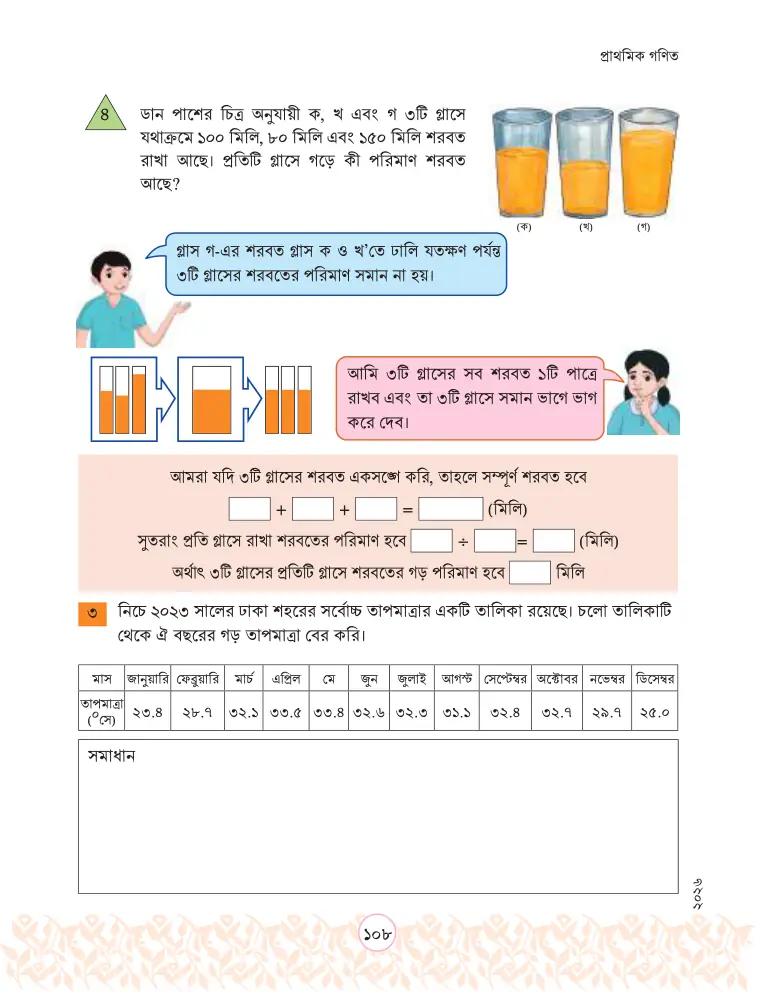 প্রাথমিক গণিত
৪
ডান পাশের চিত্র অনুযায়ী ক, খ এবং গ ৩টি গ্লাসে
যথাক্রমে ১০০ মিলি, ৮০ মিলি এবং ১৫০ মিলি শরবত
রাখা আছে। প্রতিটি গ্লাসে গড়ে কী পরিমাণ শরবত
আছে?
(ক) (খ) (গ)
গ্লাস গ-এর শরবত গ্লাস ক ও খ'তে ঢালি যতক্ষণ পর্যন্ত
৩টি গ্লাসের শরবতের পরিমাণ সমান না হয়।
আমি ৩টি গ্লাসের সব শরবত ১টি পাত্রে
রাখব এবং তা ৩টি গ্লাসে সমান ভাগে ভাগ
করে দেব।
আমরা যদি ৩টি গ্লাসের শরবত একসঙ্গে করি, তাহলে সম্পূর্ণ শরবত হবে
+ + = (মিলি)
সুতরাং প্রতি গ্লাসে রাখা শরবতের পরিমাণ হবে ÷ = (মিলি)
অর্থাৎ ৩টি গ্লাসের প্রতিটি গ্লাসে শরবতের গড় পরিমাণ হবে মিলি
৩ নিচে ২০২৩ সালের ঢাকা শহরের সর্বোচ্চ তাপমাত্রার একটি তালিকা রয়েছে। চলো তালিকাটি
থেকে ঐ বছরের গড় তাপমাত্রা বের করি।
মাস জানুয়ারি ফেব্রুয়ারি মার্চ এপ্রিল মে জুন জুলাই আগস্ট সেপ্টেম্বর অক্টোবর নভেম্বর ডিসেম্বর
তাপমাত্রা (°সে) ২৩.৪ ২৮.৭ ৩২.১ ৩৩.৫ ৩৩.৪ ৩২.৬ ৩২.৩ ৩১.১ ৩২.৪ ৩২.৭ ২৯.৭ ২৫.০
সমাধান
২০২৬
১০৮